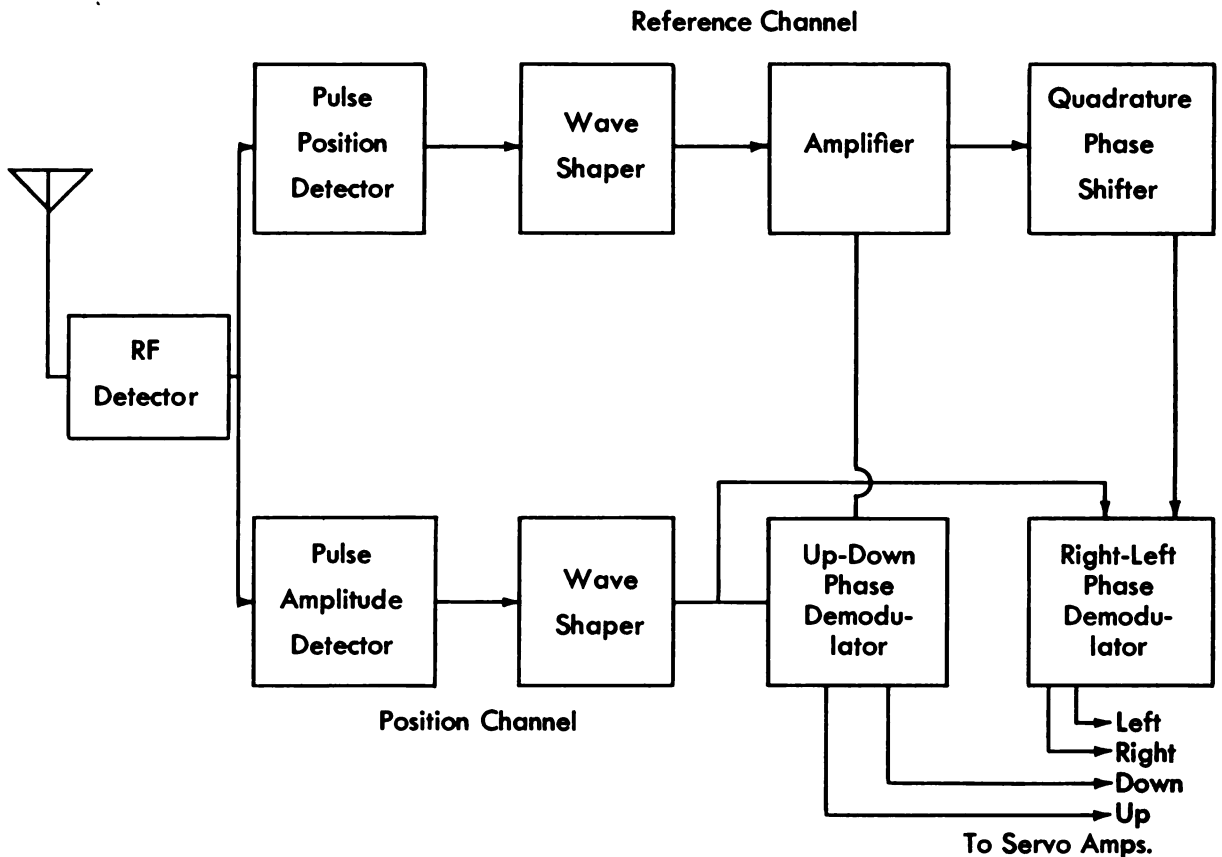 Reference Channel
Pulse
Position
Detector
Wave
Shaper
Amplifier
Quadrature
Phase
Shifter
RF
Detector
Pulse
Amplitude
Detector
Wave
Shaper
Up-Down
Phase
Demodu-
lator
Right-Left
Phase
Demodu-
lator
Position Channel
Left
Right
Down
Up
To Servo Amps.